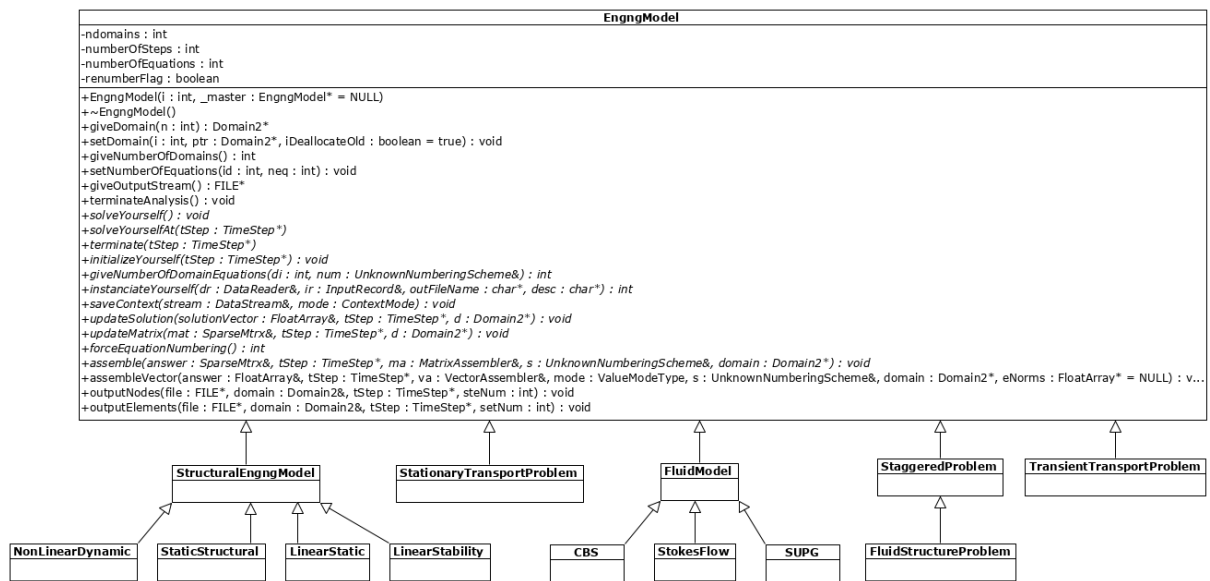 EngngModel
-ndomains : int
-numberOfSteps : int
-numberOfEquations : int
-renumberFlag : boolean
+EngngModel(i : int, _master : EngngModel* = NULL)
+~EngngModel()
+giveDomain(n : int) : Domain2*
+setDomain(i : int, ptr : Domain2*, iDeallocateOld : boolean = true) : void
+giveNumberOfDomains() : int
+setNumberOfEquations(id : int, neq : int) : void
+giveOutputStream() : FILE*
+terminateAnalysis() : void
+solveYourself() : void
+solveYourselfAt(tStep : TimeStep*)
+terminate(tStep : TimeStep*)
+initializeYourself(tStep : TimeStep*) : void
+giveNumberOfDomainEquations(di : int, num : UnknownNumberingScheme&) : int
+instanciateYourself(dr : DataReader&, ir : InputRecord&, outFileName : char*, desc : char*) : int
+saveContext(stream : DataStream&, mode : ContextMode) : void
+updateSolution(solutionVector : FloatArray&, tStep : TimeStep*, d : Domain2*) : void
+updateMatrix(mat : SparseMtrx&, tStep : TimeStep*, d : Domain2*) : void
+forceEquationNumbering() : int
+assemble(answer : SparseMtrx&, tStep : TimeStep*, ma : MatrixAssembler&, s : UnknownNumberingScheme&, domain : Domain2*) : void
+assembleVector(answer : FloatArray&, tStep : TimeStep*, va : VectorAssembler&, mode : ValueModeType, s : UnknownNumberingScheme&, domain : Domain2*, eNorms : FloatArray* = NULL) : v...
+outputNodes(file : FILE*, domain : Domain2&, tStep : TimeStep*, steNum : int) : void
+outputElements(file : FILE*, domain : Domain2&, tStep : TimeStep*, setNum : int) : void
StructuralEngngModel
StationaryTransportProblem
FluidModel
StaggeredProblem
TransientTransportProblem
NonLinearDynamic
StaticStructural
LinearStatic
LinearStability
CBS
StokesFlow
SUPG
FluidStructureProblem